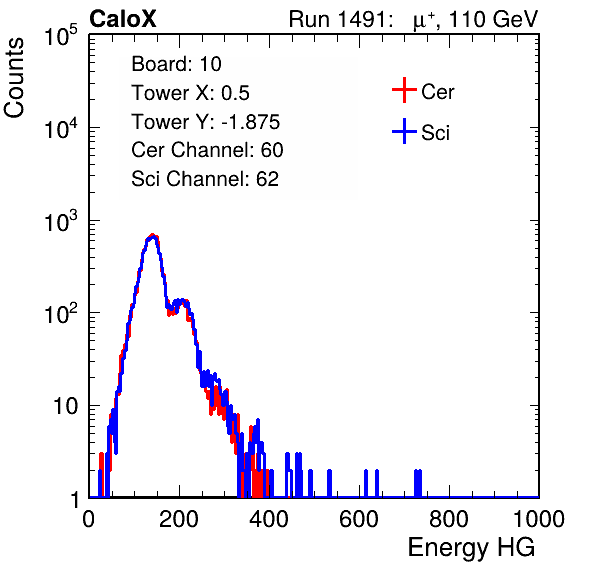 CaloX Run 1491: μ⁺, 110 GeV
Counts
Board: 10
Tower X: 0.5
Tower Y: -1.875
Cer Channel: 60
Sci Channel: 62
Cer
Sci
10⁵
10⁴
10³
10²
10
1
0 200 400 600 800 1000
Energy HG